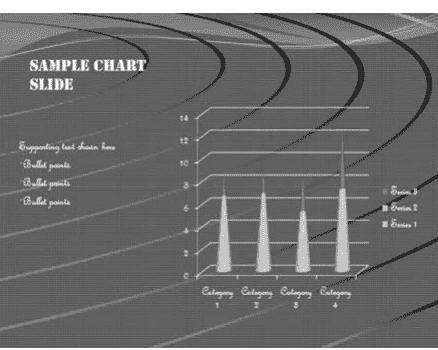 SAMPLE CHART
SLIDE
Supporting text shown here
Bullet points
Bullet points
Bullet points
14
12
10
8
6
4
2
0
Category 1
Category 2
Category 3
Category 4
Series 3
Series 2
Series 1